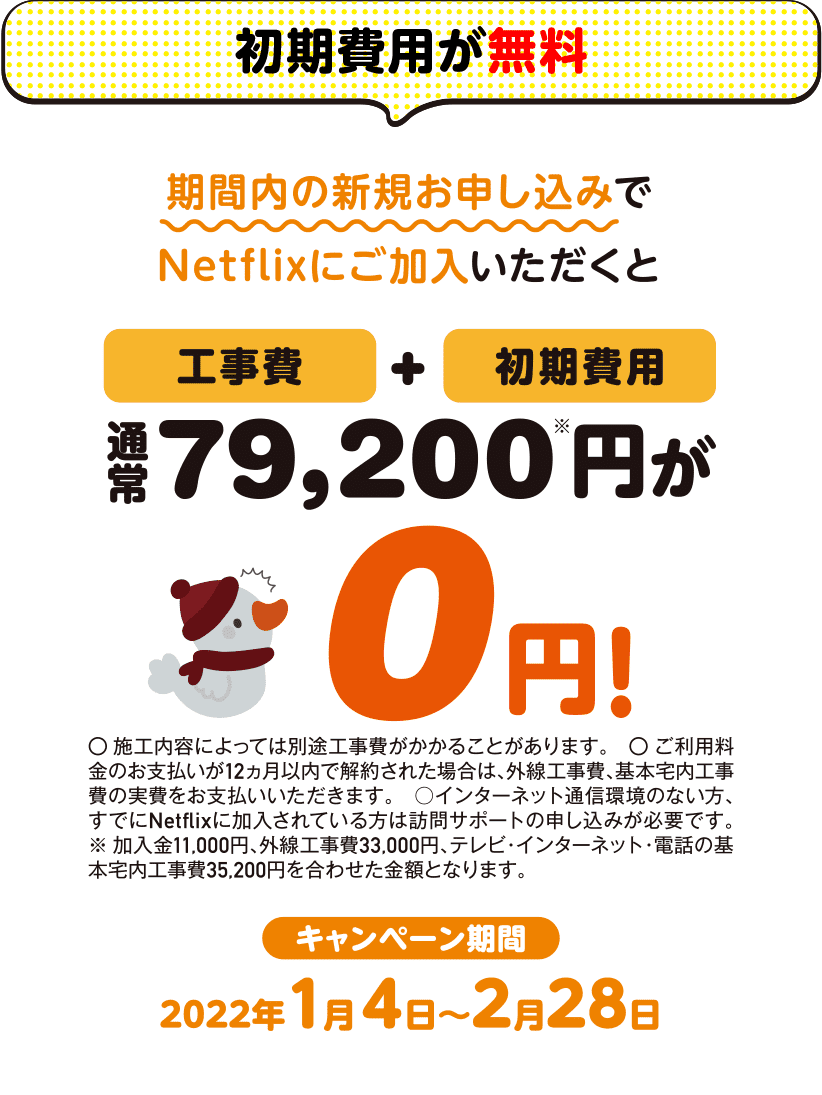 初期費用が無料
期間内の新規お申し込みで
Netflixにご加入いただくと
工事費 + 初期費用
通常79,200※円が
0円!
〇 施工内容によっては別途工事費がかかることがあります。 〇 ご利用料
金のお支払いが12ヵ月以内で解約された場合は、外線工事費、基本宅内工事
費の実費をお支払いいただきます。 〇インターネット通信環境のない方、
すでにNetflixに加入されている方は訪問サポートの申し込みが必要です。
※ 加入金11,000円、外線工事費33,000円、テレビ・インターネット・電話の基
本宅内工事費35,200円を合わせた金額となります。
キャンペーン期間
2022年1月4日～2月28日